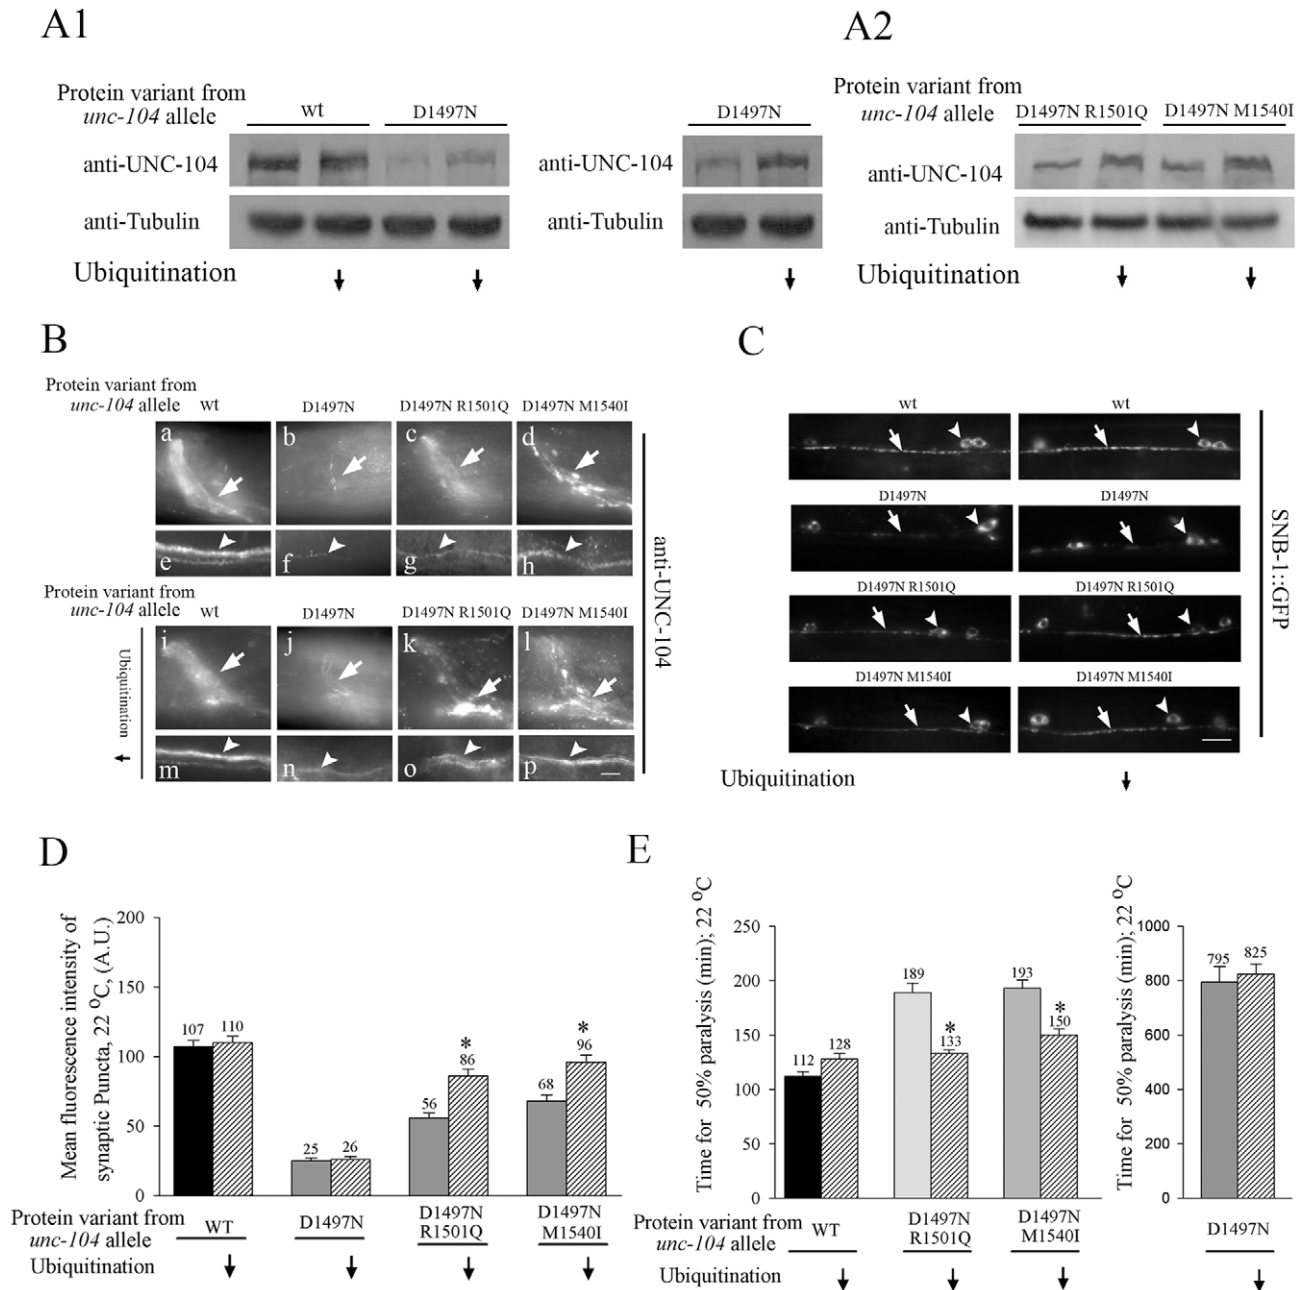 A1
A2
Protein variant from
unc-104 allele
wt
D1497N
D1497N
anti-UNC-104
anti-UNC-104
anti-Tubulin
anti-Tubulin
Ubiquitination
Protein variant from
unc-104 allele
D1497N R1501Q
D1497N M1540I
anti-UNC-104
anti-Tubulin
Ubiquitination
B
Protein variant from
unc-104 allele
wt
D1497N
D1497N R1501Q
D1497N M1540I
a
b
c
d
e
f
g
h
Protein variant from
unc-104 allele
wt
D1497N
D1497N R1501Q
D1497N M1540I
i
j
k
l
m
n
o
p
Ubiquitination
anti-UNC-104
C
wt
wt
D1497N
D1497N
D1497N R1501Q
D1497N R1501Q
D1497N M1540I
D1497N M1540I
SNB-1::GFP
Ubiquitination
D
Mean fluorescence intensity of
synaptic Puncta, 22 °C, (A.U.)
200
150
100
50
0
107
110
25
26
56
*
86
68
*
96
Protein variant from
unc-104 allele
WT
D1497N
D1497N
R1501Q
D1497N
M1540I
Ubiquitination
E
Time for 50% paralysis (min); 22 °C
250
200
150
100
50
0
112
128
189
*
133
193
*
150
Protein variant from
unc-104 allele
WT
D1497N
R1501Q
D1497N
M1540I
Ubiquitination
Time for 50% paralysis (min); 22 °C
1000
800
600
400
200
0
795
825
D1497N